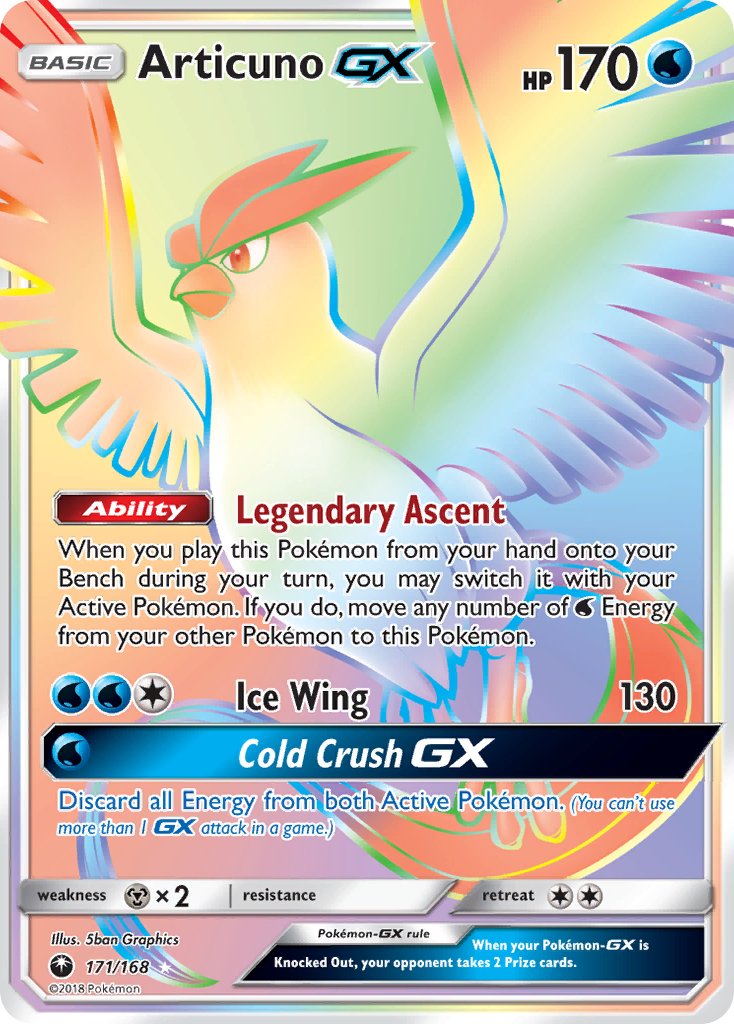 BASIC Articuno GX HP 170
Ability Legendary Ascent
When you play this Pokémon from your hand onto your
Bench during your turn, you may switch it with your
Active Pokémon. If you do, move any number of Energy
from your other Pokémon to this Pokémon.
Ice Wing 130
Cold Crush GX
Discard all Energy from both Active Pokémon. (You can't use
more than 1 GX attack in a game.)
weakness ×2 resistance retreat
Illus. 5ban Graphics
Pokémon-GX rule
When your Pokémon-GX is
Knocked Out, your opponent takes 2 Prize cards.
171/168
©2018 Pokémon